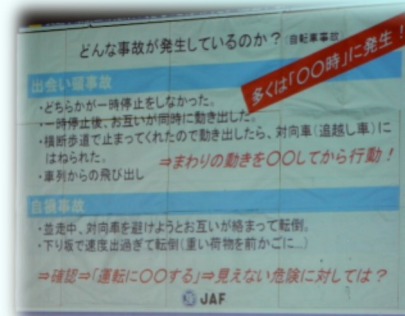 どんな事故が発生しているのか？（自転車事故）
多くは「〇〇時」に発生！
出会い頭事故
・どちらかが一時停止をしなかった。
・一時停止後、お互いが同時に動き出した。
・横断歩道で止まってくれたので動き出したら、対向車（追越し車）に
はねられた。
⇒まわりの動きを〇〇してから行動！
・車列からの飛び出し
自損事故
・並走中、対向車を避けようとお互いが絡まって転倒。
・下り坂で速度出過ぎて転倒（重い荷物を前かごに...）
⇒確認⇒「運転に〇〇する」⇒見えない危険に対しては？
JAF